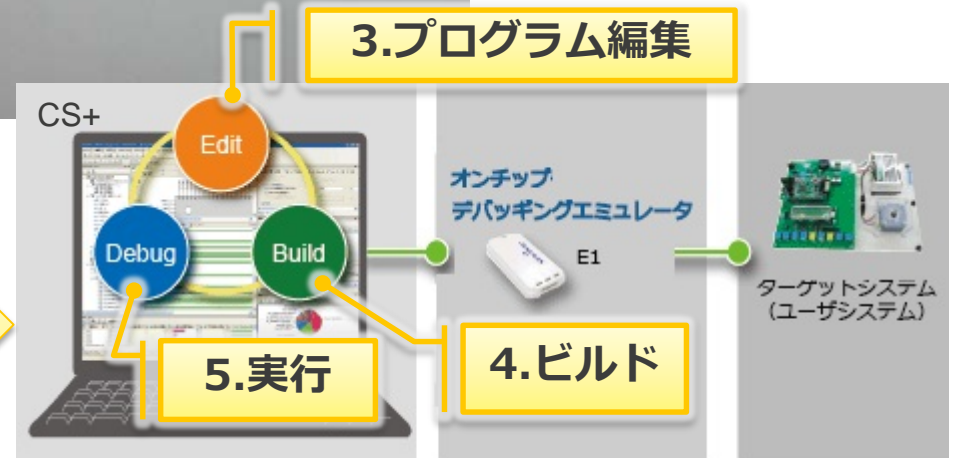 3.プログラム編集
CS+
Edit
Debug
Build
5.実行
4.ビルド
オンチップ
デバッギングエミュレータ
E1
ターゲットシステム
(ユーザシステム)